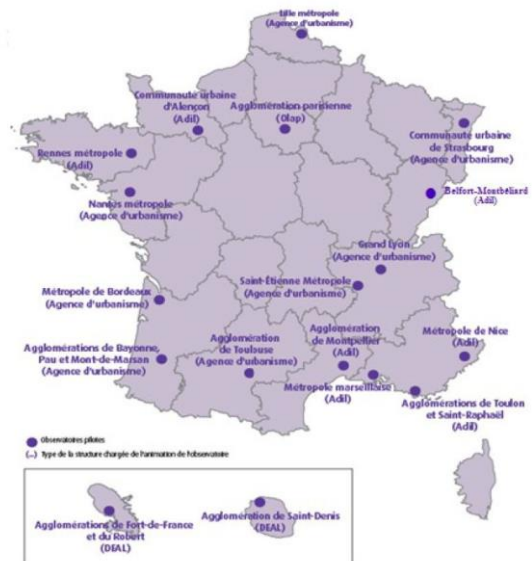 Lille métropole
(Agence d'urbanisme)
Communauté urbaine
d'Alençon
(Adil)
Agglomération parisienne
(Olap)
Communauté urbaine
de Strasbourg
(Agence d'urbanisme)
Rennes métropole
(Adil)
Belfort-Montbéliard
(Adil)
Nantes métropole
(Agence d'urbanisme)
Grand Lyon
(Agence d'urbanisme)
Saint-Étienne Métropole
(Agence d'urbanisme)
Métropole de Bordeaux
(Agence d'urbanisme)
Agglomération
de Montpellier
(Adil)
Métropole de Nice
(Adil)
Agglomérations de Bayonne,
Pau et Mont-de-Marsan
(Agence d'urbanisme)
Agglomération
de Toulouse
(Agence d'urbanisme)
Métropole marseillaise
(Adil)
Agglomérations de Toulon
et Saint-Raphaël
(Adil)
Observatoires pilotes
(...) Type de la structure chargée de l'animation de l'observatoire
Agglomérations de Fort-de-France
et du Robert
(DEAL)
Agglomération de Saint-Denis
(DEAL)